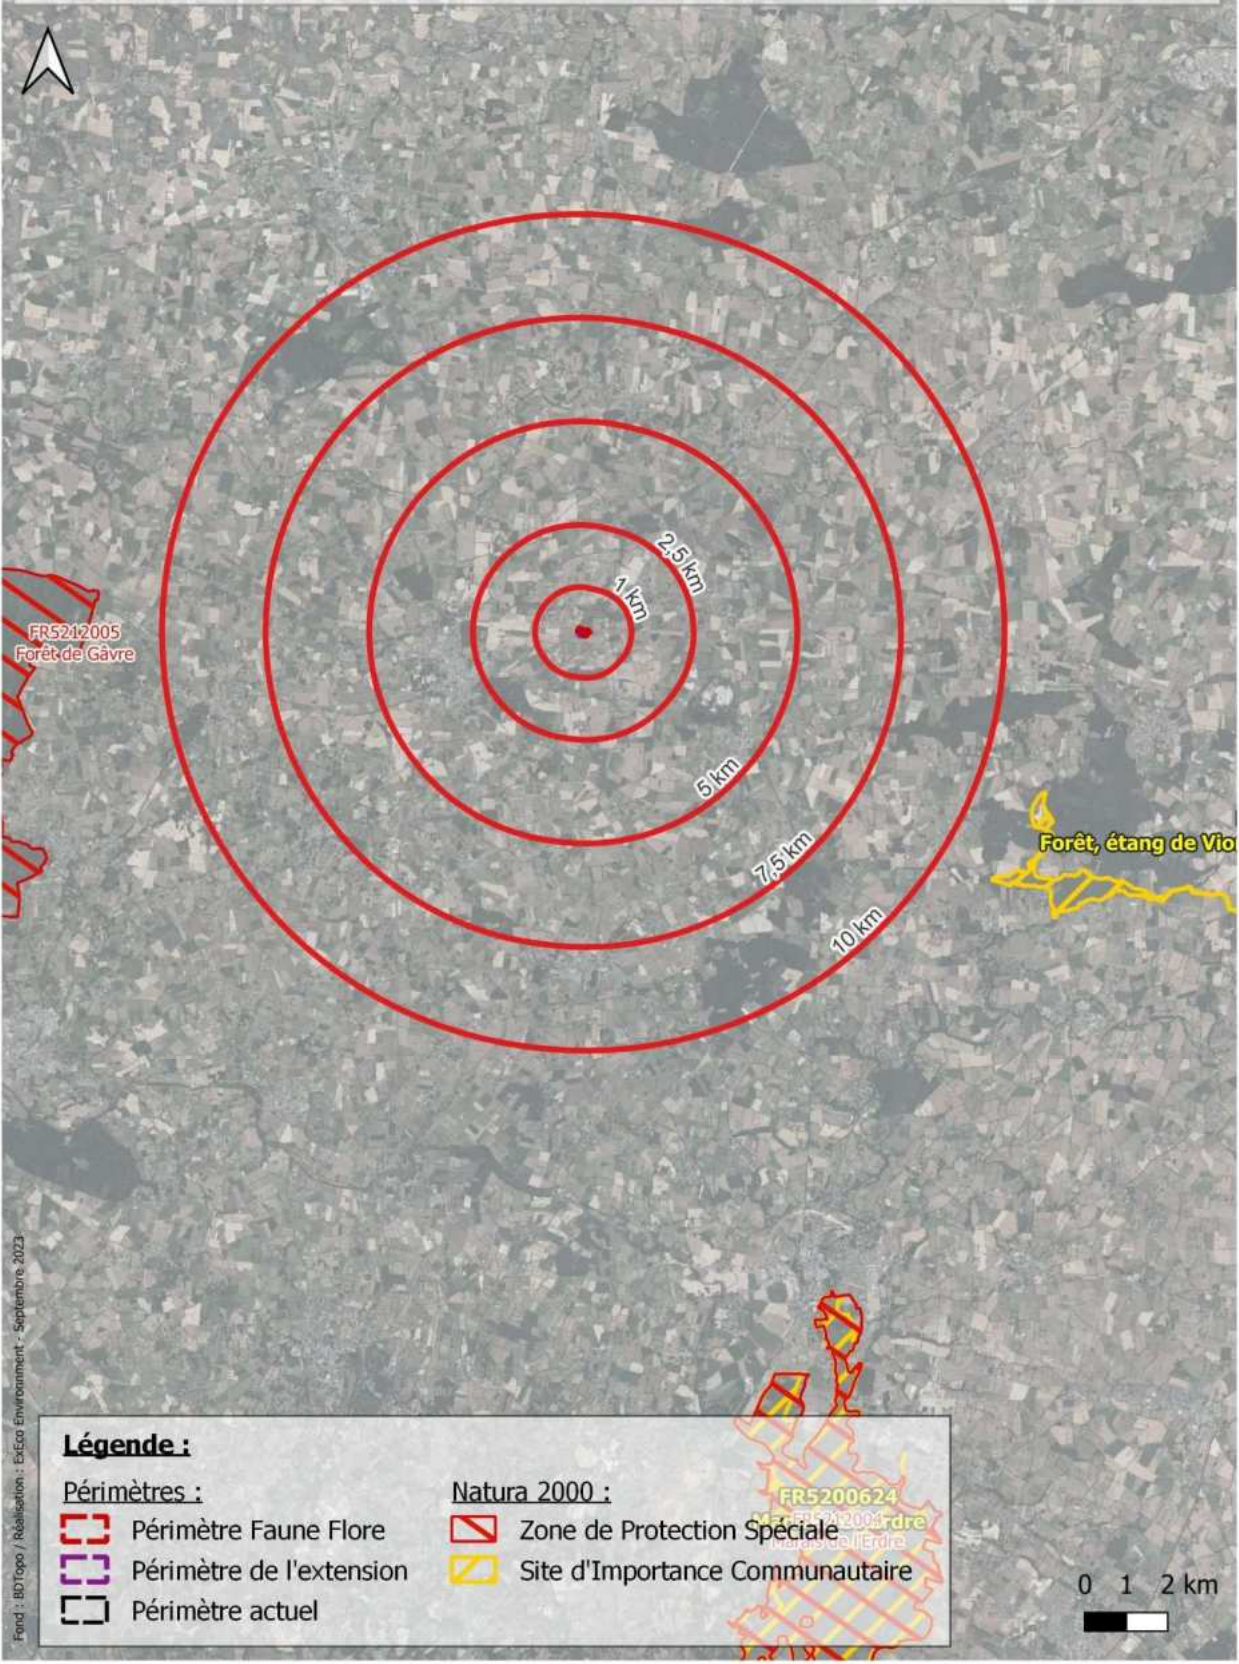 2,5 km
1 km
FR5212005
Forêt de Gâvre
5 km
Forêt, étang de Vio
7,5 km
10 km
Fond : BDTopo / Réalisation : ExEco Environnment - Septembre 2023
Légende :
Périmètres :
Périmètre Faune Flore
Périmètre de l'extension
Périmètre actuel
Natura 2000 :
Zone de Protection Spéciale
Site d'Importance Communautaire
FR5200624
FR5212004
Marais de l'Erdre
0 1 2 km